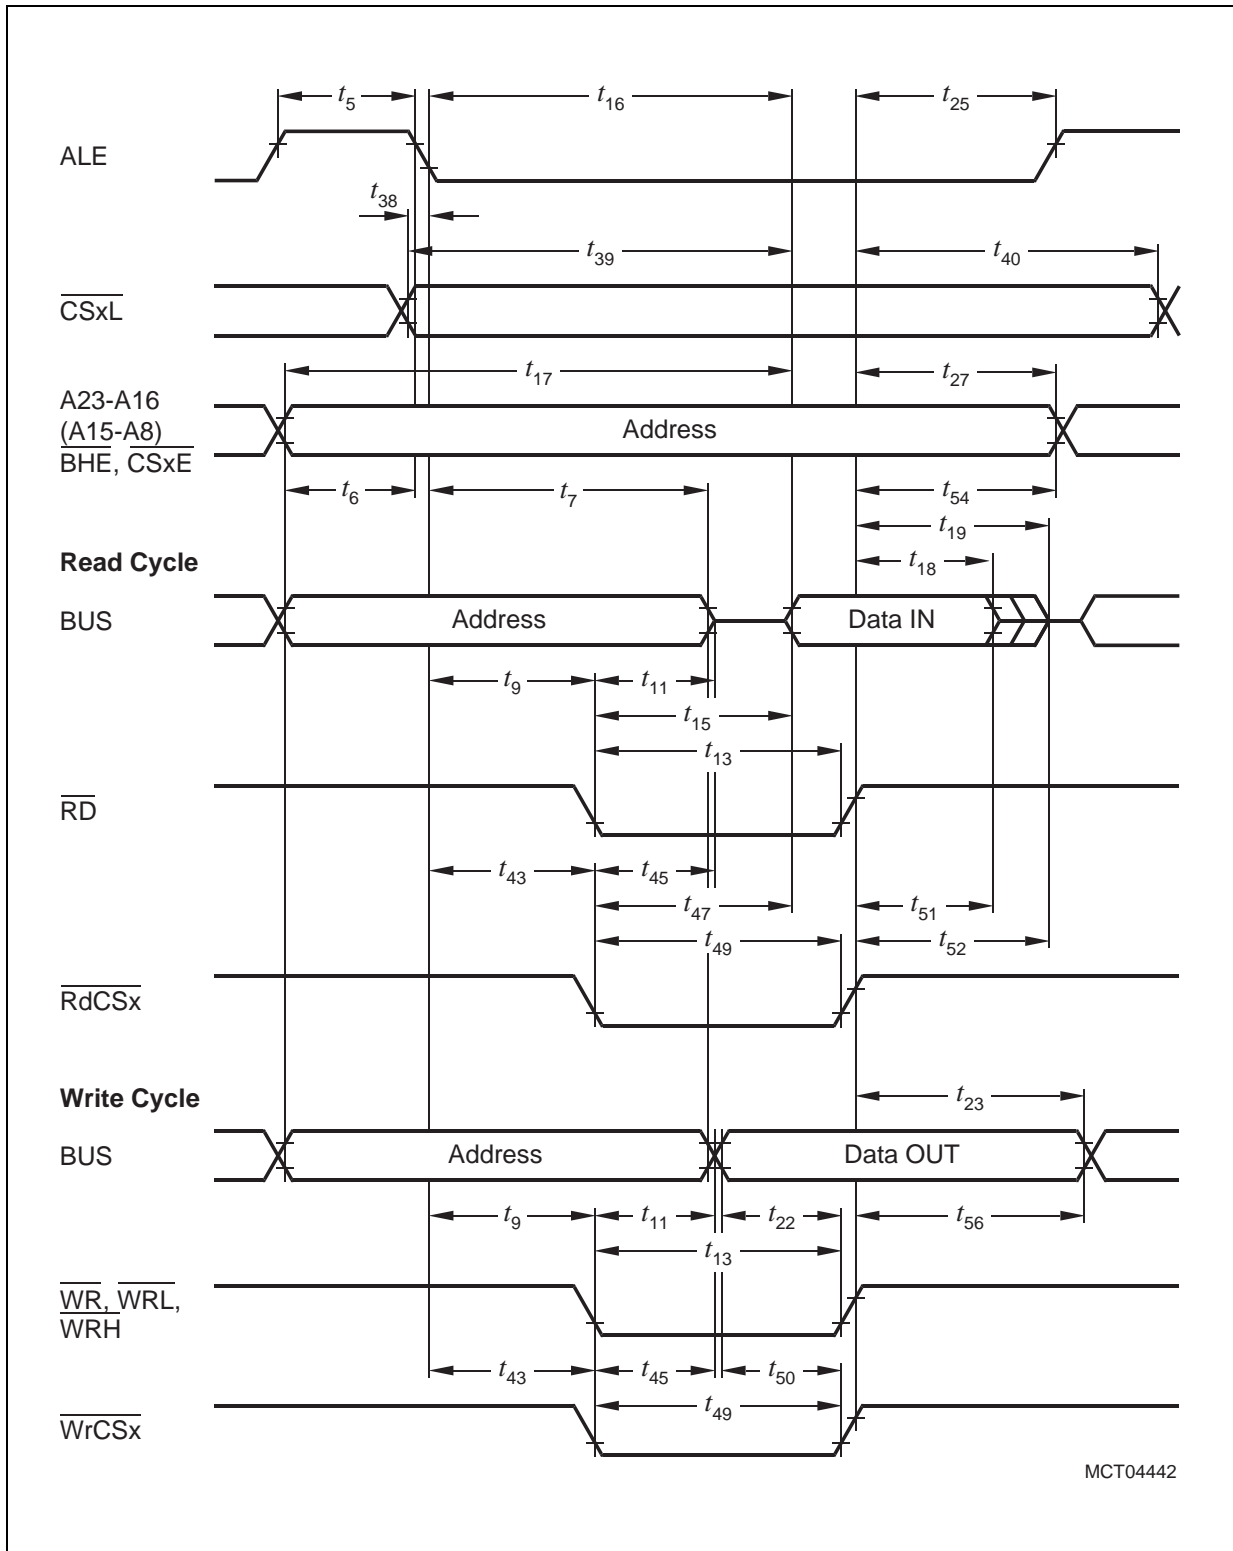 t5 t16 t25
ALE
t38
t39 t40
CSxL
t17 t27
A23-A16
(A15-A8)
BHE, CSxE
Address
t6 t7 t54
t19
Read Cycle
t18
BUS Address Data IN
t9 t11
t15
t13
RD
t43 t45
t47 t51
t49 t52
RdCSx
Write Cycle
t23
BUS Address Data OUT
t9 t11 t22 t56
t13
WR, WRL,
WRH
t43 t45 t50
t49
WrCSx
MCT04442